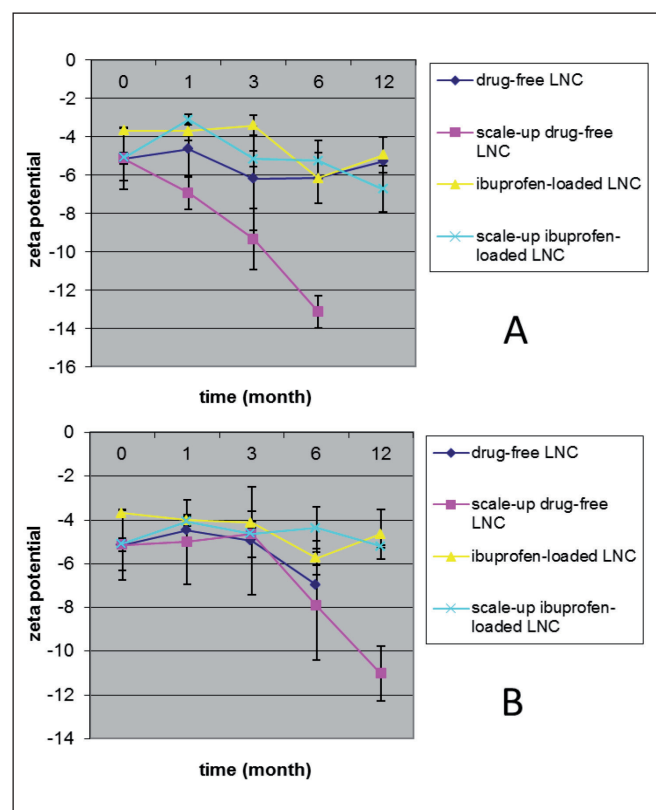 0
-2
-4
-6
-8
-10
-12
-14
-16
0 1 3 6 12
zeta potential
time (month)
drug-free LNC
scale-up drug-free
LNC
ibuprofen-loaded LNC
scale-up ibuprofen-
loaded LNC
A
0
-2
-4
-6
-8
-10
-12
-14
0 1 3 6 12
zeta potential
time (month)
drug-free LNC
scale-up drug-free
LNC
ibuprofen-loaded LNC
scale-up ibuprofen-
loaded LNC
B